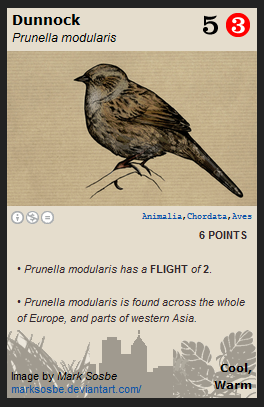 Dunnock
5 3
Prunella modularis
Animalia,Chordata,Aves
6 POINTS
• Prunella modularis has a FLIGHT of 2.
• Prunella modularis is found across the whole
of Europe, and parts of western Asia.
Image by Mark Sosbe
marksosbe.deviantart.com/
Cool,
Warm